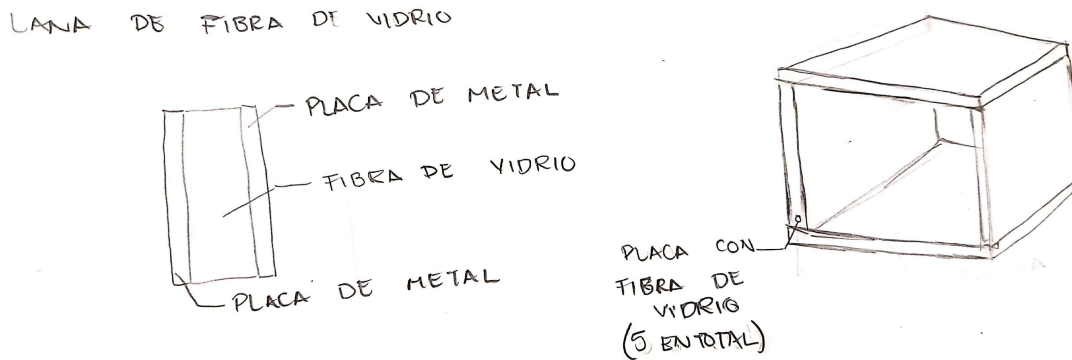 LANA DE FIBRA DE VIDRIO
PLACA DE METAL
FIBRA DE VIDRIO
PLACA DE METAL
PLACA CON
FIBRA DE
VIDRIO
(5 EN TOTAL)